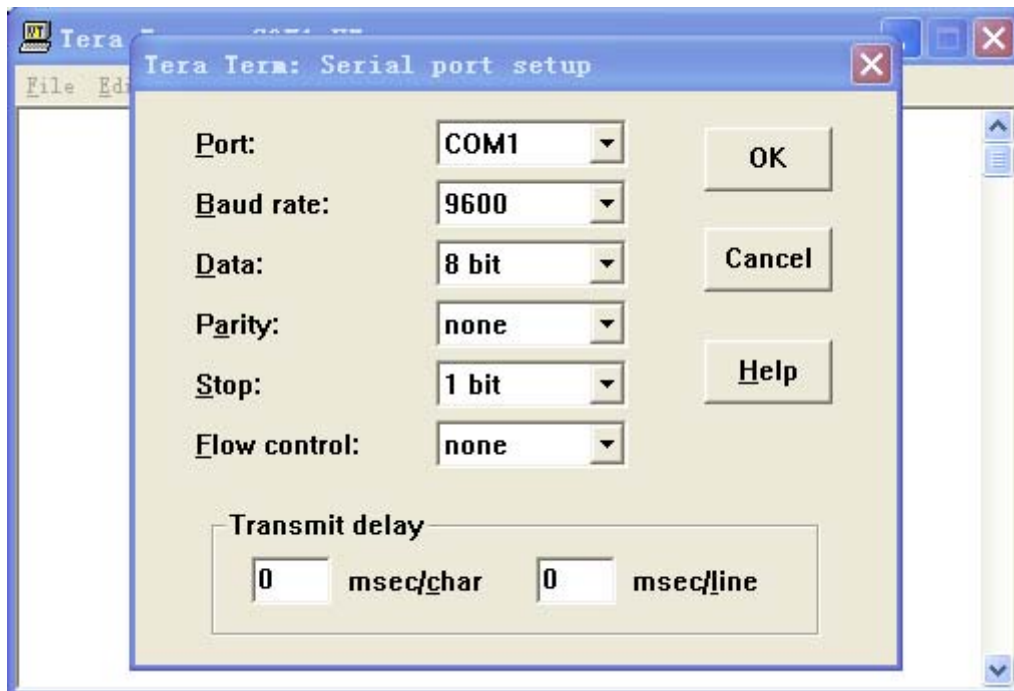 Tera
Tera Term: Serial port setup
File
Port: COM1
OK
Baud rate: 9600
Data: 8 bit
Cancel
Parity: none
Stop: 1 bit
Help
Flow control: none
Transmit delay
0 msec/char 0 msec/line